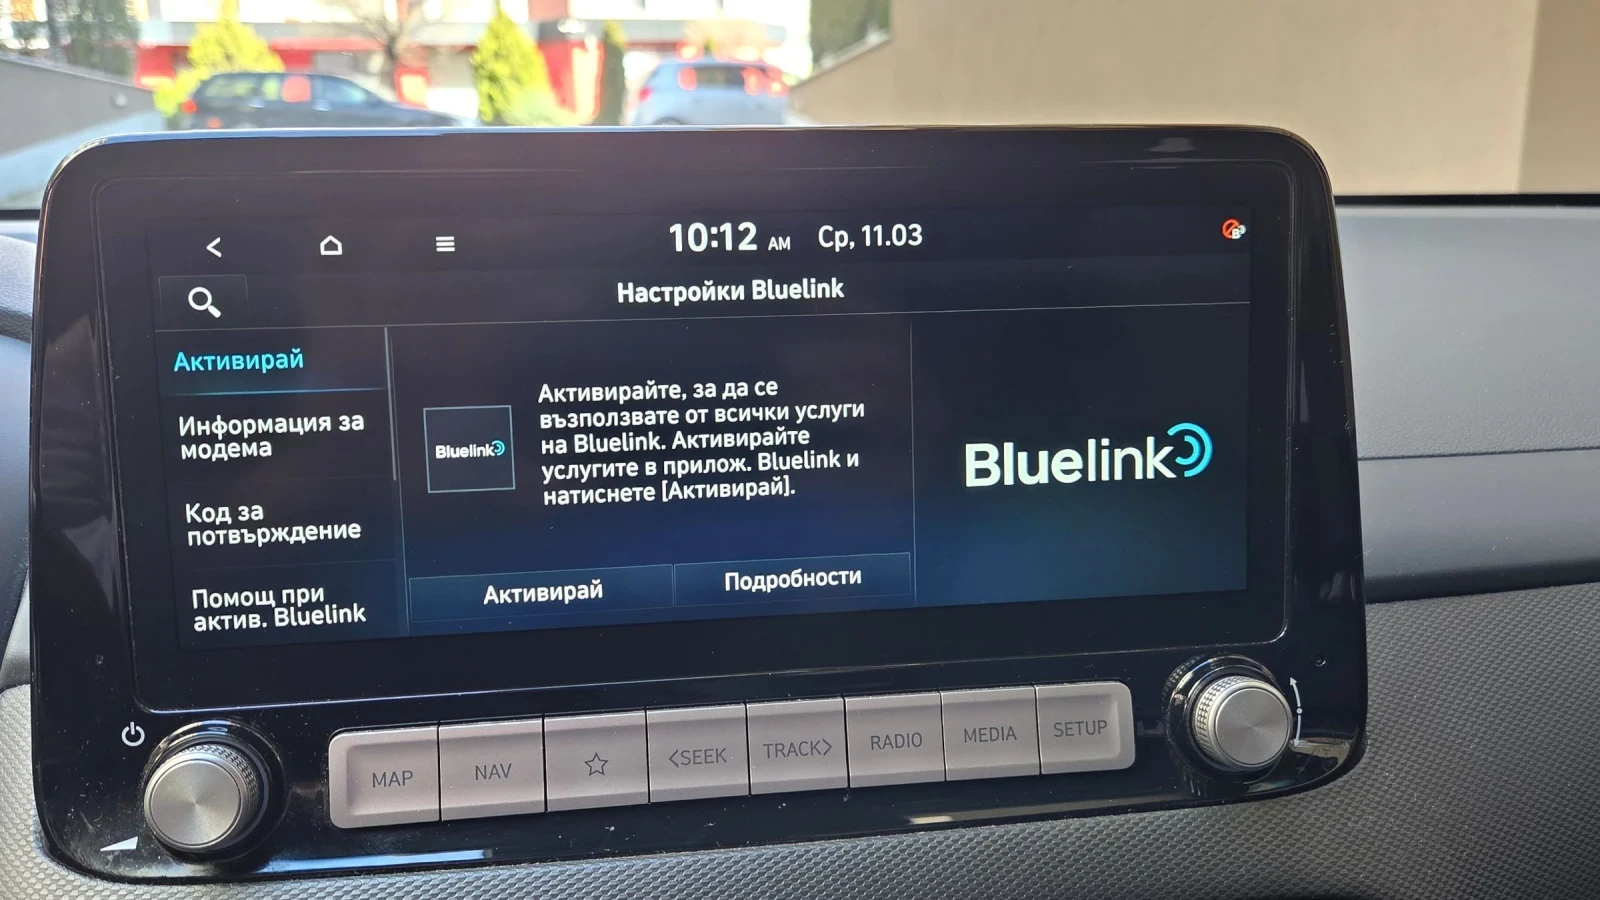 10:12 AM Ср, 11.03
Настройки Bluelink
Активирай
Информация за
модема
Код за
потвърждение
Помощ при
актив. Bluelink
Bluelink
Активирайте, за да се
възползвате от всички услуги
на Bluelink. Активирайте
услугите в прилож. Bluelink и
натиснете [Активирай].
Активирай
Подробности
Bluelink
MAP
NAV
<SEEK
TRACK>
RADIO
MEDIA
SETUP